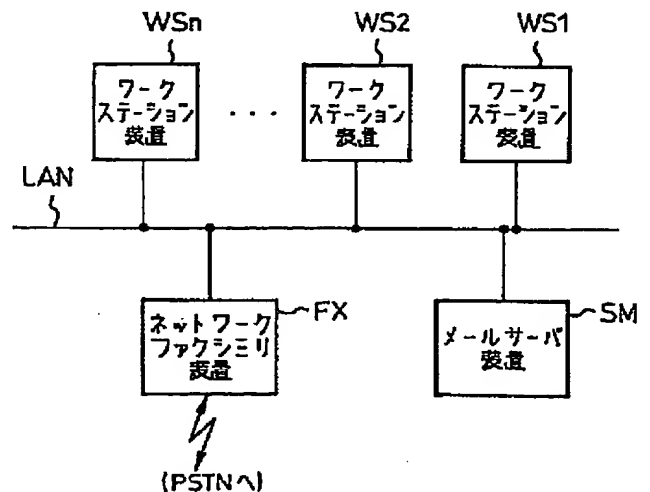 WSn WS2 WS1
ワーク
ステーション
装置
・・・
ワーク
ステーション
装置
ワーク
ステーション
装置
LAN
ネットワーク
ファクシミリ
装置
FX
メールサーバ
装置
SM
(PSTNへ)